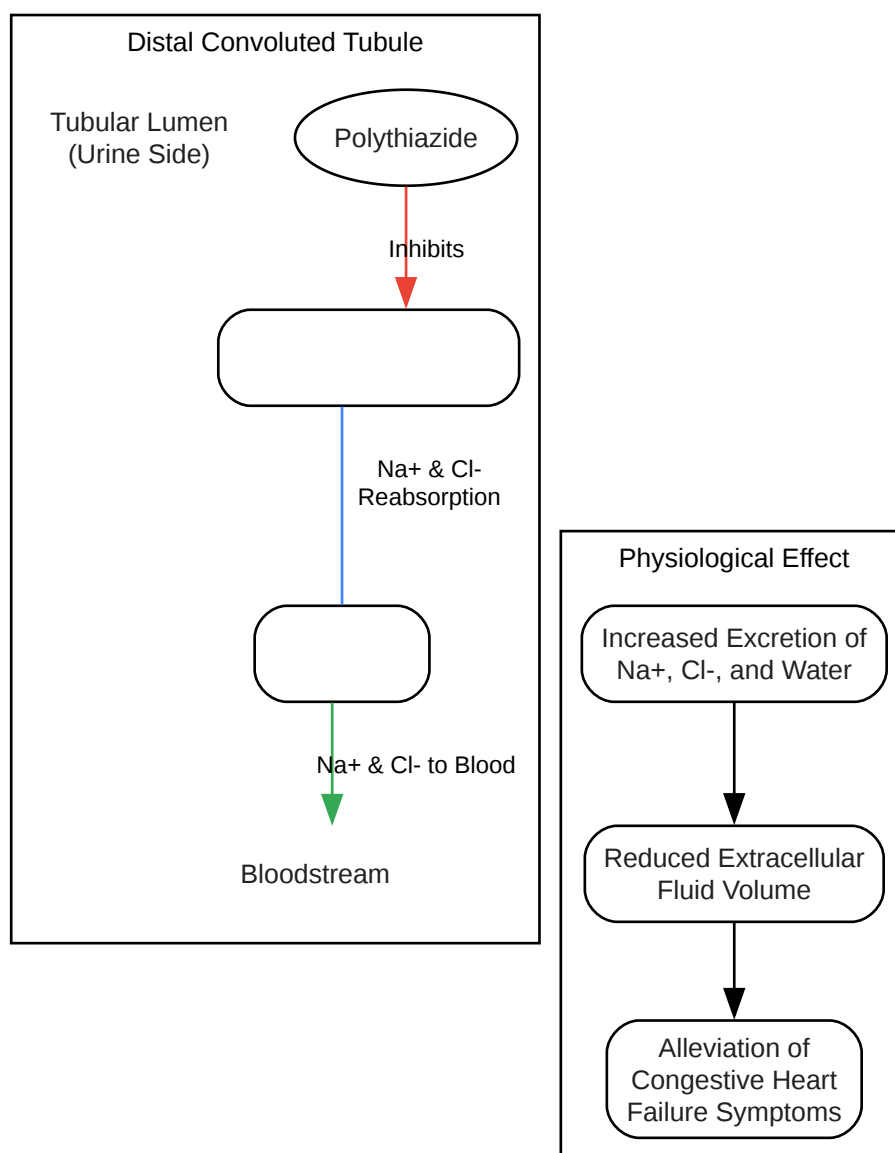 Distal Convoluted Tubule
Tubular Lumen
(Urine Side)
Polythiazide
Inhibits
Na+ & Cl-
Reabsorption
Na+ & Cl- to Blood
Bloodstream
Physiological Effect
Increased Excretion of
Na+, Cl-, and Water
Reduced Extracellular
Fluid Volume
Alleviation of
Congestive Heart
Failure Symptoms